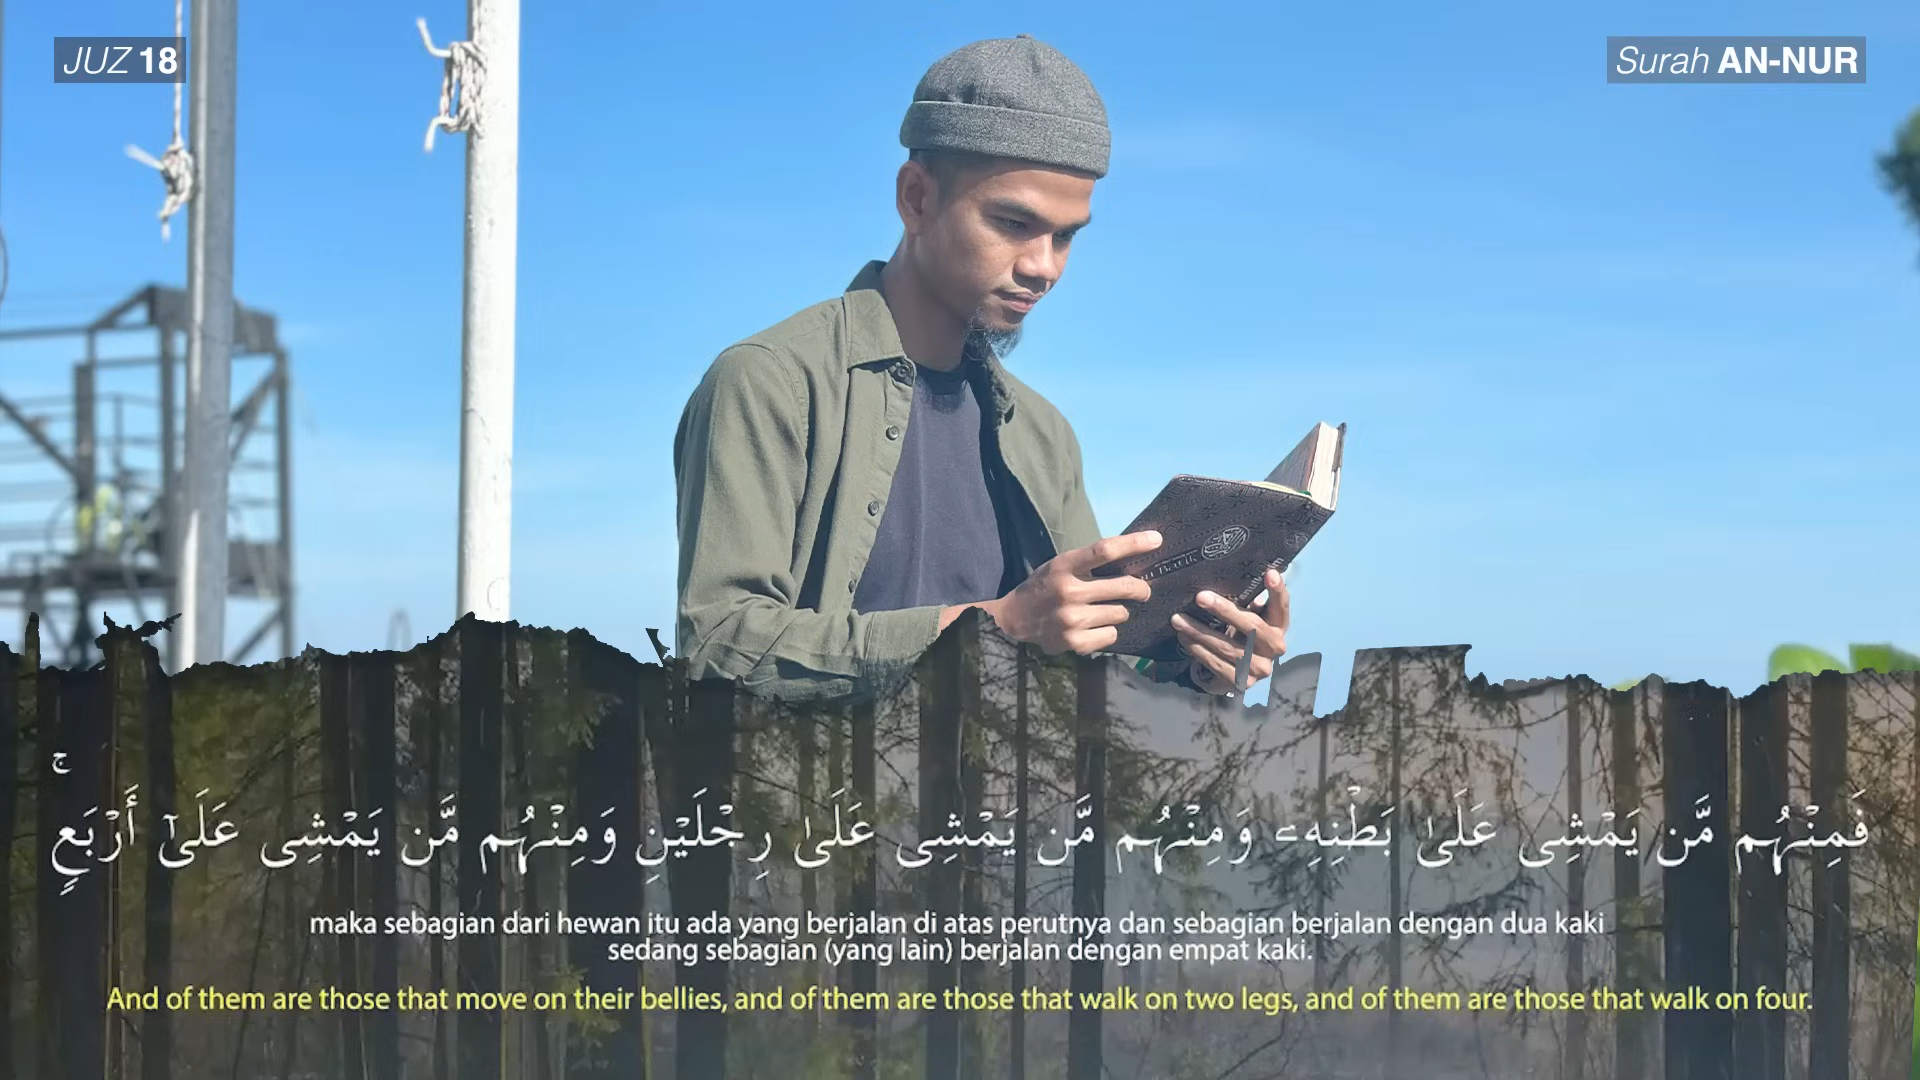 JUZ 18
Surah AN-NUR
فَمِنْهُم مَّن يَمْشِى عَلَىٰ بَطْنِهِۦ وَمِنْهُم مَّن يَمْشِى عَلَىٰ رِجْلَيْنِ وَمِنْهُم مَّن يَمْشِى عَلَىٰٓ أَرْبَعٍ ۚ
maka sebagian dari hewan itu ada yang berjalan di atas perutnya dan sebagian berjalan dengan dua kaki
sedang sebagian (yang lain) berjalan dengan empat kaki.
And of them are those that move on their bellies, and of them are those that walk on two legs, and of them are those that walk on four.